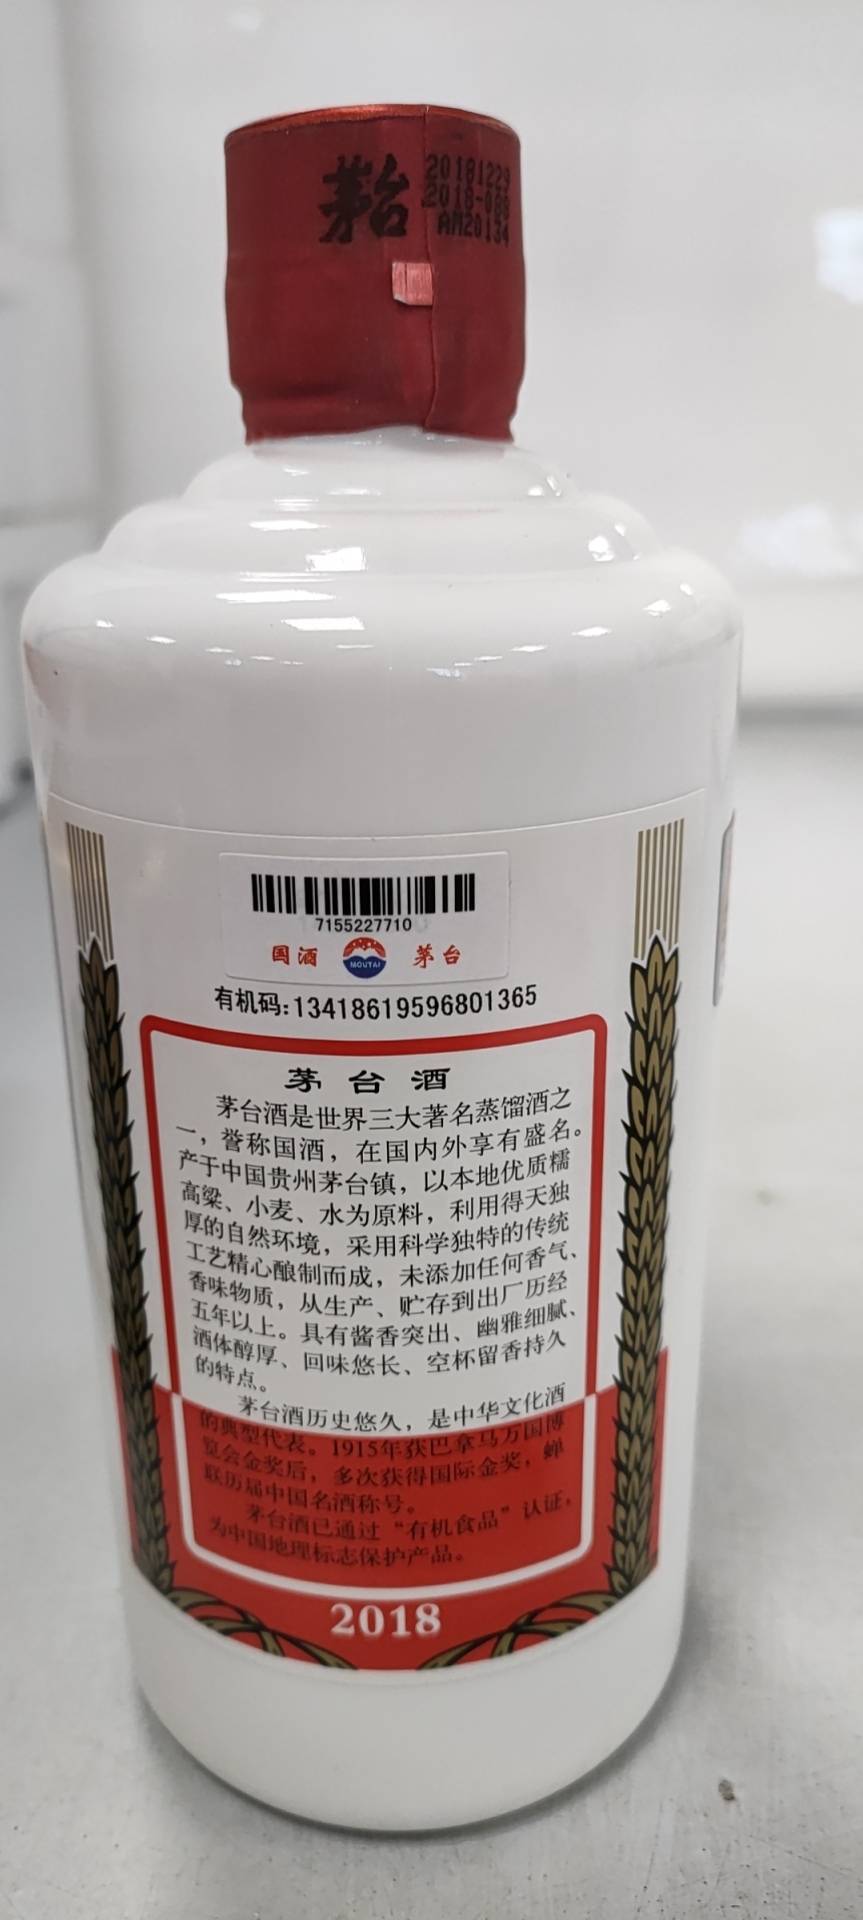 茅台
20181229
2018-088
AM20134
7155227710
国酒 MOUTAI 茅台
有机码:13418619596801365
茅台酒
茅台酒是世界三大著名蒸馏酒之
一，誉称国酒，在国内外享有盛名。
产于中国贵州茅台镇，以本地优质糯
高粱、小麦、水为原料，利用得天独
厚的自然环境，采用科学独特的传统
工艺精心酿制而成，未添加任何香气、
香味物质，从生产、贮存到出厂历经
五年以上。具有酱香突出、幽雅细腻、
酒体醇厚、回味悠长、空杯留香持久
的特点。
茅台酒历史悠久，是中华文化酒
的典型代表。1915年获巴拿马万国博
览会金奖后，多次获得国际金奖，蝉
联历届中国名酒称号。
茅台酒已通过“有机食品”认证，
为中国地理标志保护产品。
2018